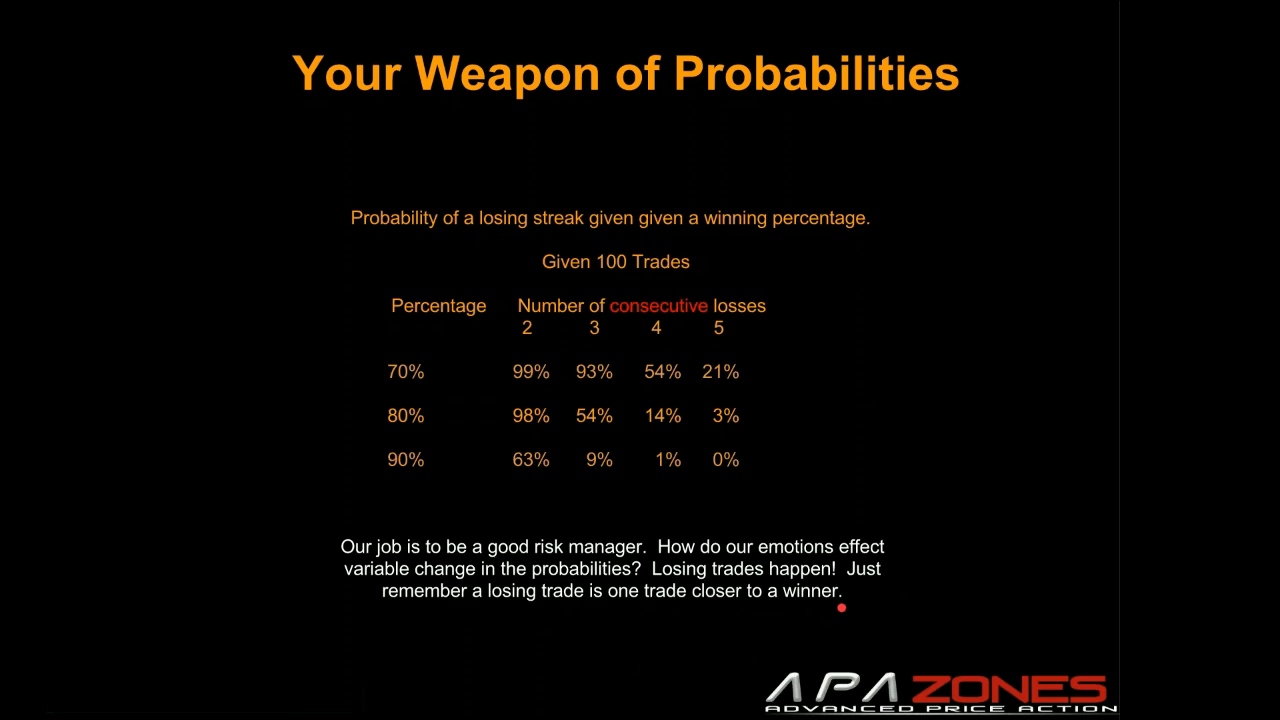 Your Weapon of Probabilities
Probability of a losing streak given given a winning percentage.
Given 100 Trades
Percentage Number of consecutive losses
2 3 4 5
70% 99% 93% 54% 21%
80% 98% 54% 14% 3%
90% 63% 9% 1% 0%
Our job is to be a good risk manager. How do our emotions effect
variable change in the probabilities? Losing trades happen! Just
remember a losing trade is one trade closer to a winner.
APA ZONES
ADVANCED PRICE ACTION